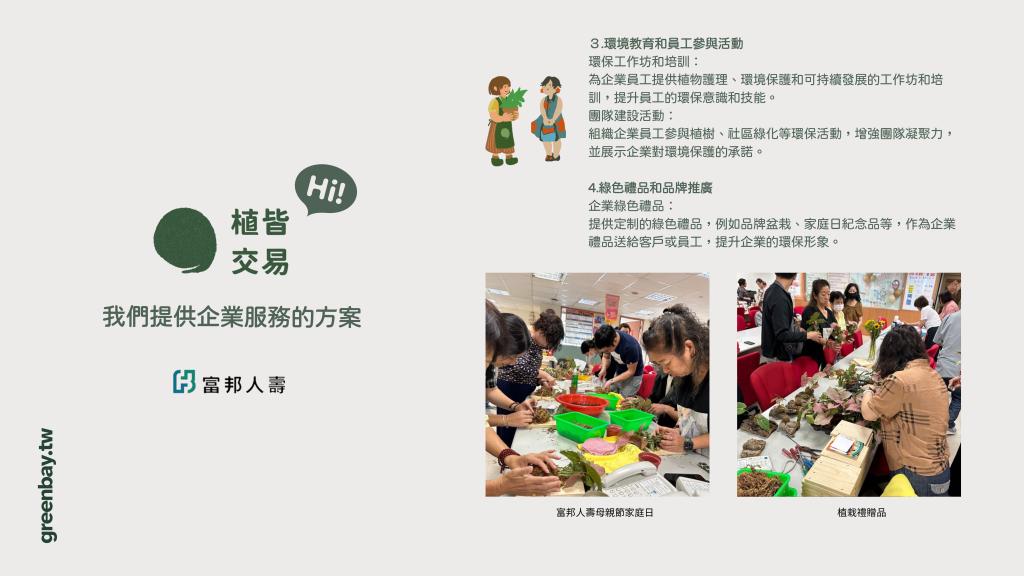 Hi!
植皆
交易
我們提供企業服務的方案
富邦人壽
greenbay.tw
３.環境教育和員工參與活動
環保工作坊和培訓：
為企業員工提供植物護理、環境保護和可持續發展的工作坊和培
訓，提升員工的環保意識和技能。
團隊建設活動：
組織企業員工參與植樹、社區綠化等環保活動，增強團隊凝聚力，
並展示企業對環境保護的承諾。
4.綠色禮品和品牌推廣
企業綠色禮品：
提供定制的綠色禮品，例如品牌盆栽、家庭日紀念品等，作為企業
禮品送給客戶或員工，提升企業的環保形象。
富邦人壽母親節家庭日
植栽禮贈品